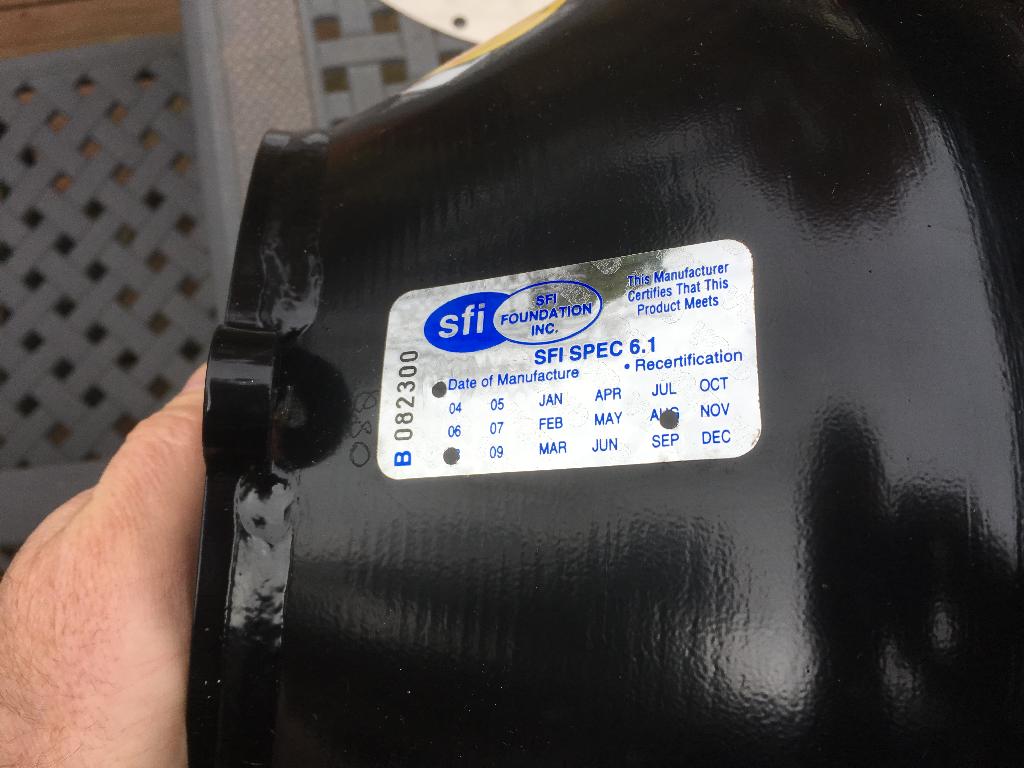 sfi
SFI
FOUNDATION
INC.
This Manufacturer
Certifies That This
Product Meets
SFI SPEC 6.1
• Date of Manufacture
• Recertification
04 05 JAN APR JUL OCT
06 07 FEB MAY AUG NOV
09 MAR JUN SEP DEC
B 082300